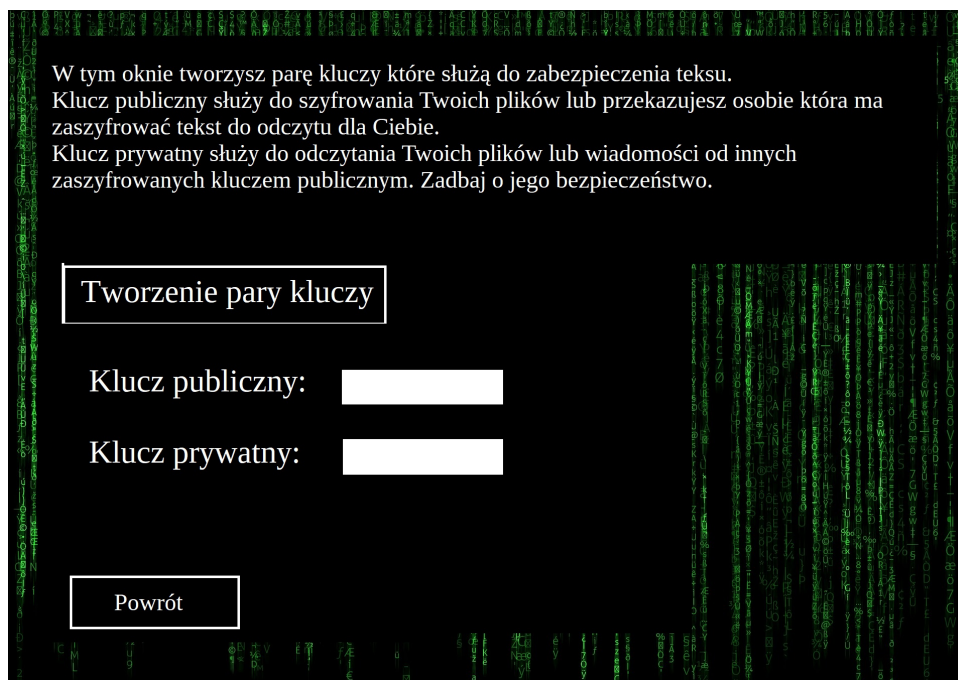 W tym oknie tworzysz parę kluczy które służą do zabezpieczenia teksu.
Klucz publiczny służy do szyfrowania Twoich plików lub przekazujesz osobie która ma
zaszyfrować tekst do odczytu dla Ciebie.
Klucz prywatny służy do odczytania Twoich plików lub wiadomości od innych
zaszyfrowanych kluczem publicznym. Zadbaj o jego bezpieczeństwo.
Tworzenie pary kluczy
Klucz publiczny:
Klucz prywatny:
Powrót